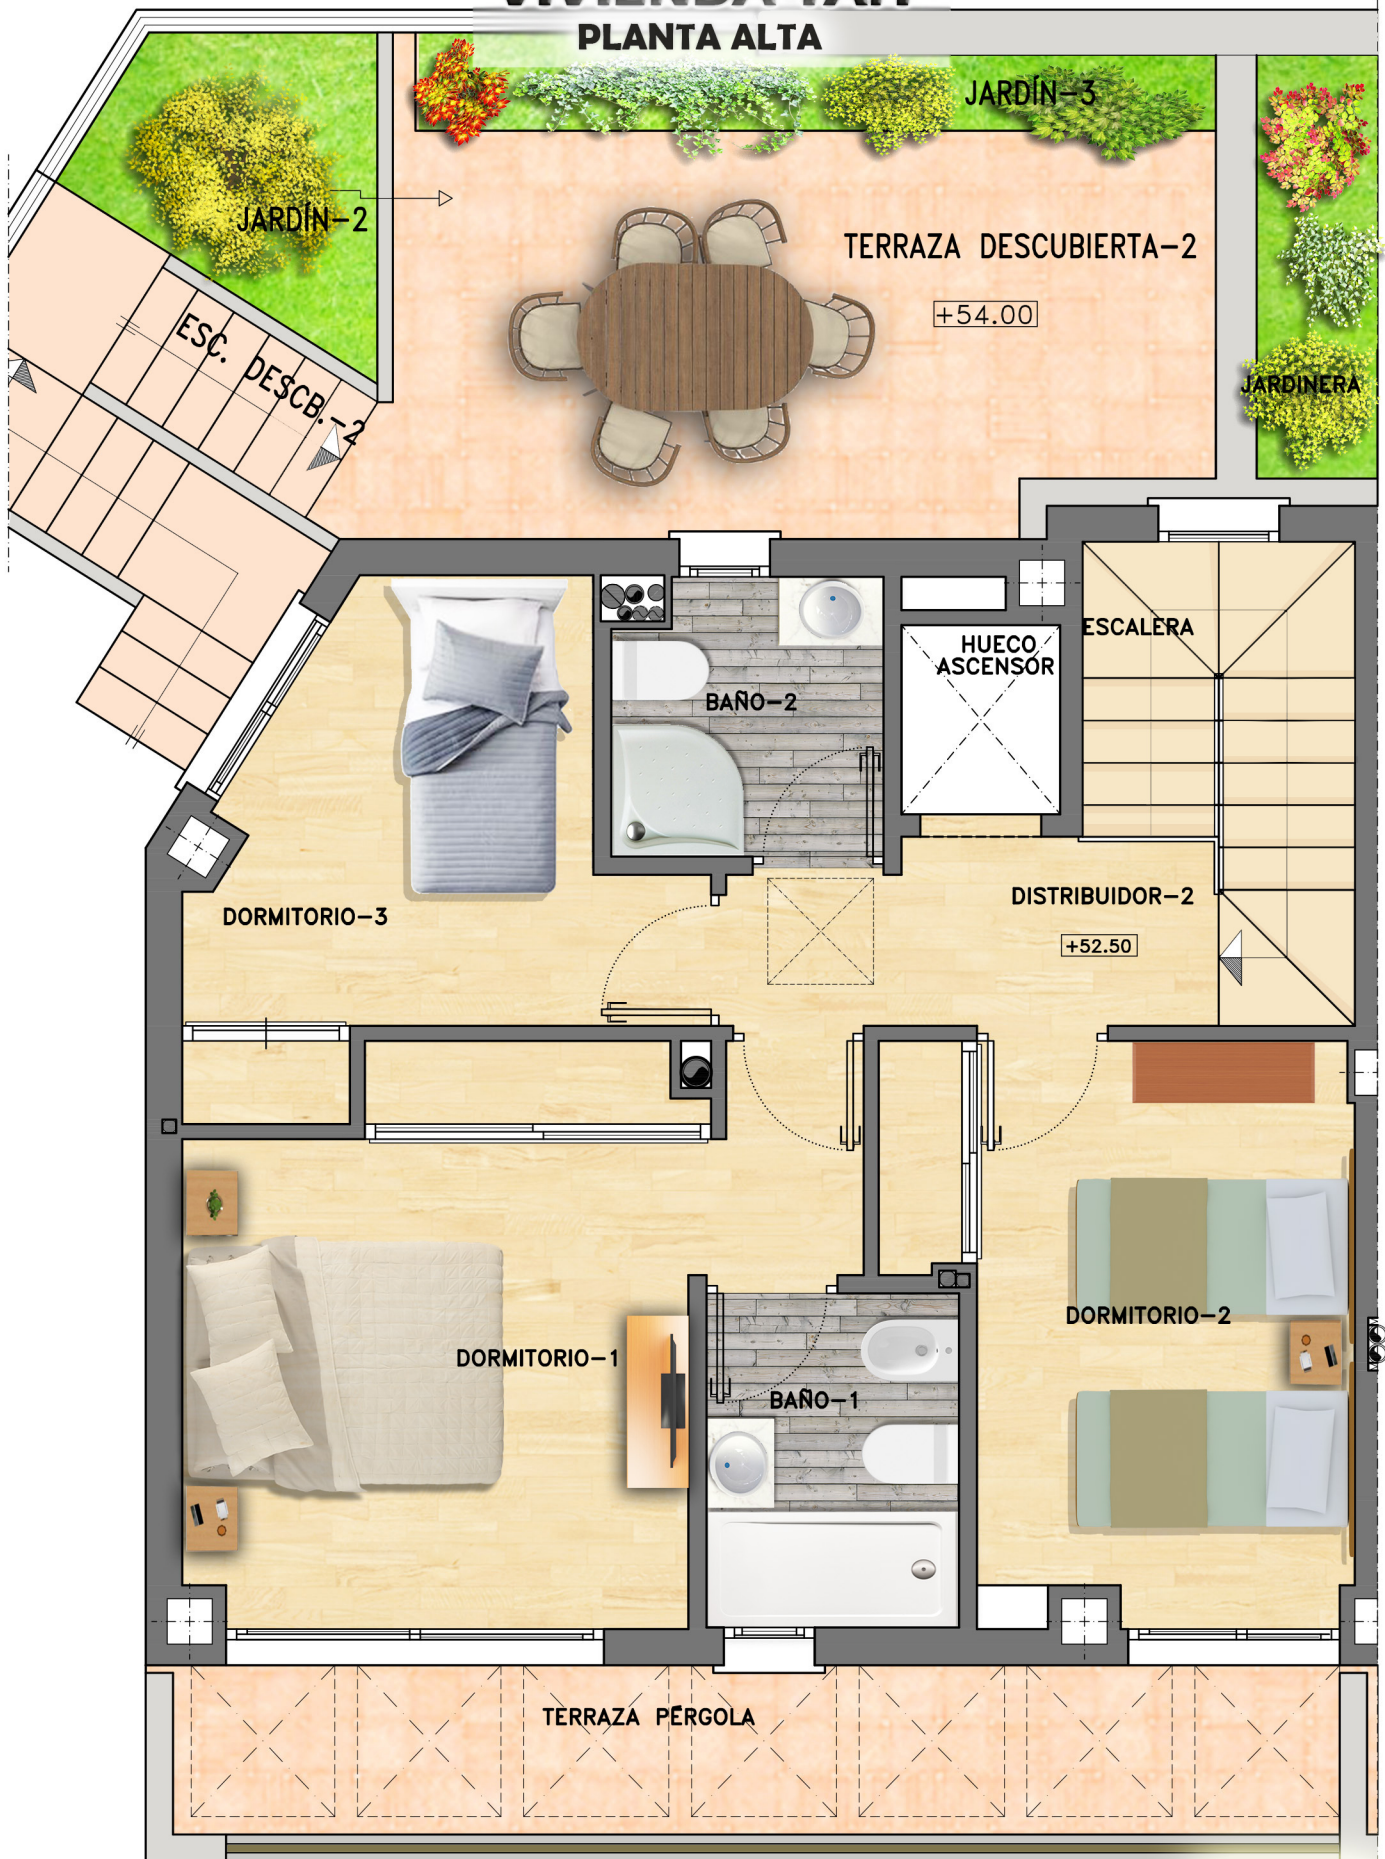 PLANTA ALTA
JARDÍN-3
JARDÍN-2
TERRAZA DESCUBIERTA-2
+54.00
ESC. DESCB.-2
JARDINERA
HUECO
ASCENSOR
ESCALERA
BAÑO-2
DORMITORIO-3
DISTRIBUIDOR-2
+52.50
DORMITORIO-2
DORMITORIO-1
BAÑO-1
TERRAZA PÉRGOLA